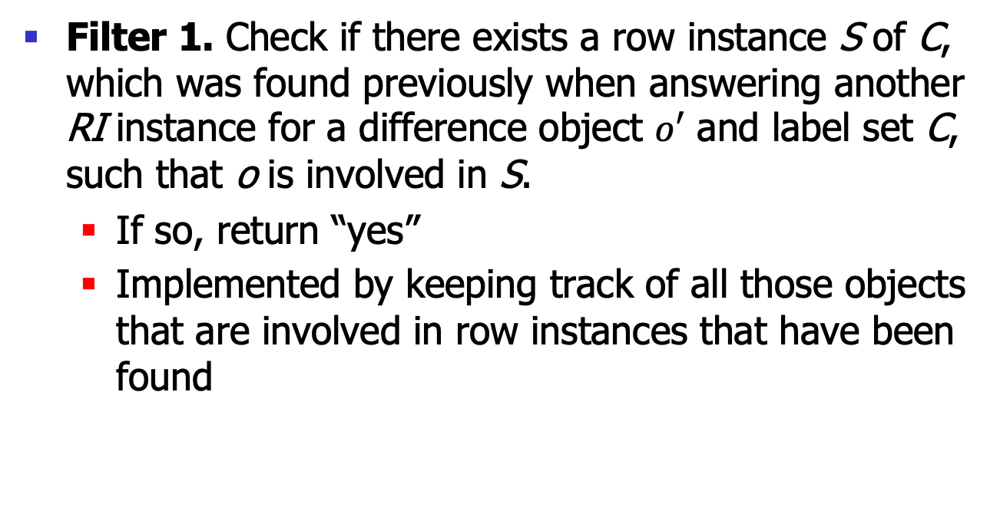 ▪ Filter 1. Check if there exists a row instance S of C,
which was found previously when answering another
RI instance for a difference object o′ and label set C,
such that o is involved in S.
▪ If so, return “yes”
▪ Implemented by keeping track of all those objects
that are involved in row instances that have been
found